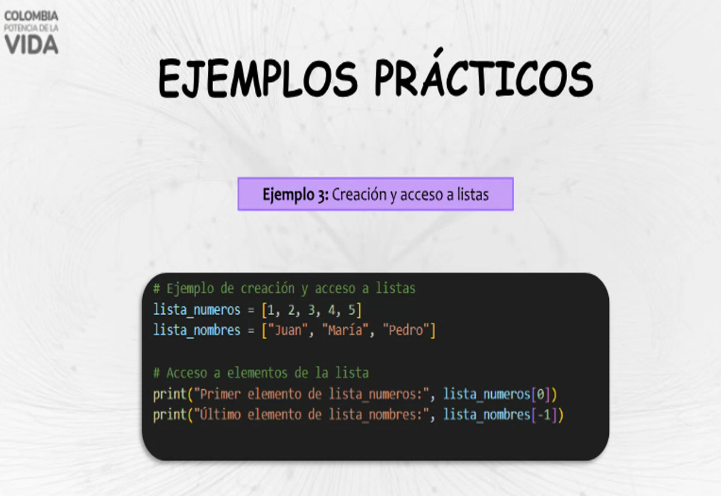 COLOMBIA
POTENCIA DE LA
VIDA
EJEMPLOS PRÁCTICOS
Ejemplo 3: Creación y acceso a listas
# Ejemplo de creación y acceso a listas
lista_numeros = [1, 2, 3, 4, 5]
lista_nombres = ["Juan", "María", "Pedro"]
# Acceso a elementos de la lista
print("Primer elemento de lista_numeros:", lista_numeros[0])
print("Último elemento de lista_nombres:", lista_nombres[-1])